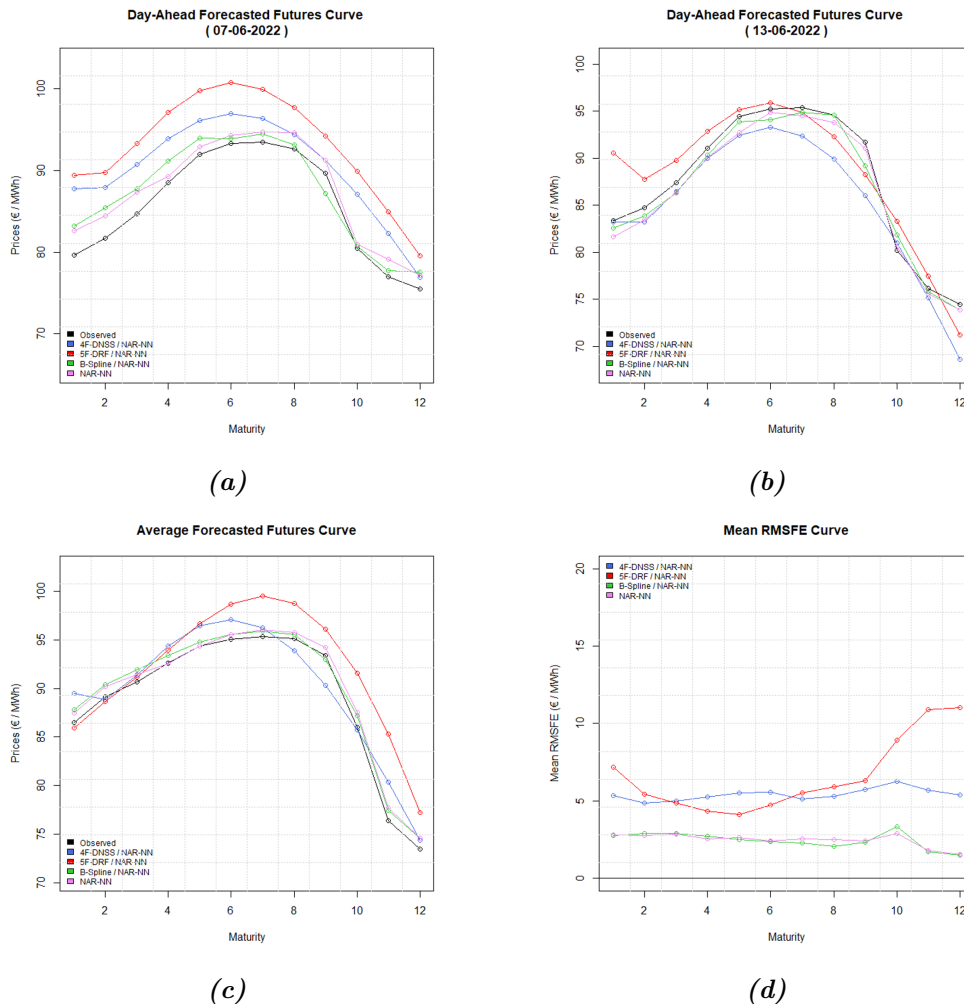 Day-Ahead Forecasted Futures Curve
( 07-06-2022 )
Prices (€ / MWh)
100
90
80
70
Observed
4F-DNSS / NAR-NN
5F-DRF / NAR-NN
B-Spline / NAR-NN
NAR-NN
2 4 6 8 10 12
Maturity
(a)
Day-Ahead Forecasted Futures Curve
( 13-06-2022 )
Prices (€ / MWh)
100
95
90
85
80
75
70
Observed
4F-DNSS / NAR-NN
5F-DRF / NAR-NN
B-Spline / NAR-NN
NAR-NN
2 4 6 8 10 12
Maturity
(b)
Average Forecasted Futures Curve
Prices (€ / MWh)
100
95
90
85
80
75
70
Observed
4F-DNSS / NAR-NN
5F-DRF / NAR-NN
B-Spline / NAR-NN
NAR-NN
2 4 6 8 10 12
Maturity
(c)
Mean RMSFE Curve
Mean RMSFE (€ / MWh)
20
15
10
5
0
4F-DNSS / NAR-NN
5F-DRF / NAR-NN
B-Spline / NAR-NN
NAR-NN
2 4 6 8 10 12
Maturity
(d)